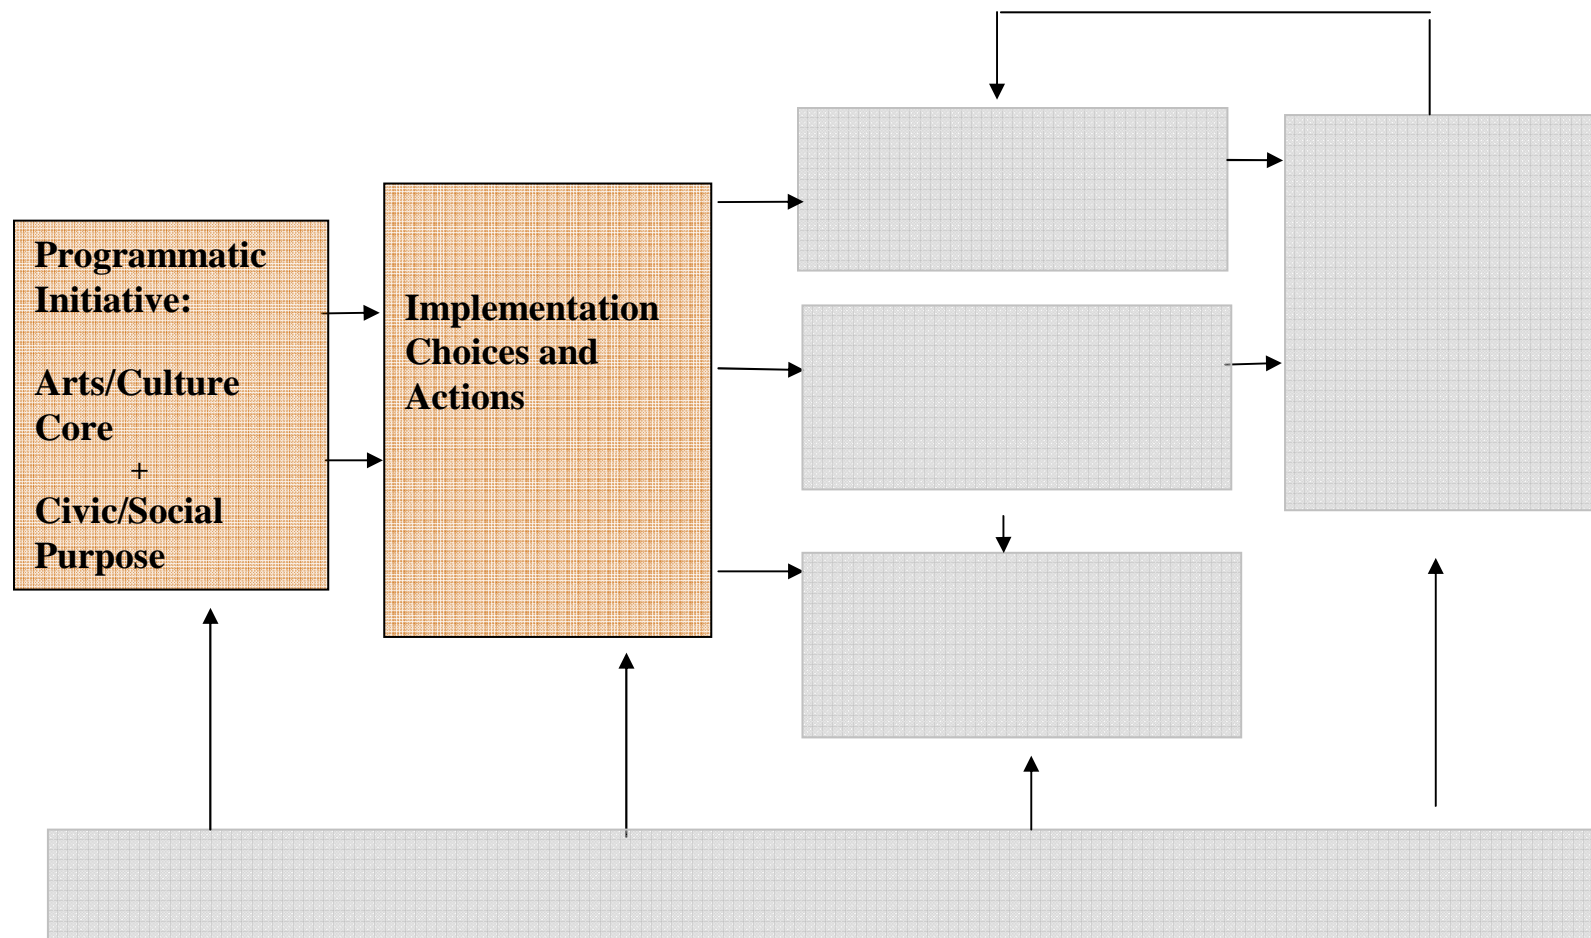 Programmatic
Initiative:
Arts/Culture
Core
+
Civic/Social
Purpose
Implementation
Choices and
Actions